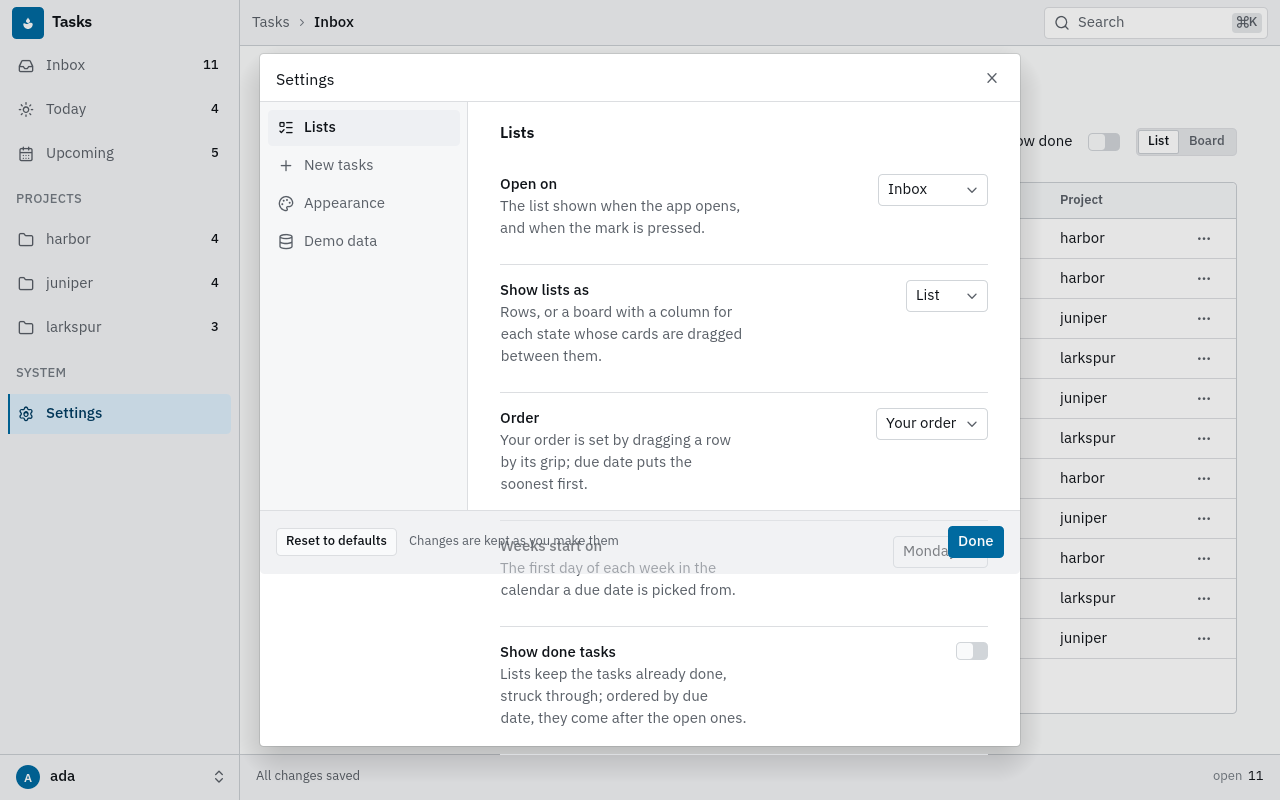 Tasks
Inbox 11
Today 4
Upcoming 5
PROJECTS
harbor 4
juniper 4
larkspur 3
SYSTEM
Settings
A ada
Tasks > Inbox
Search ⌘K
ow done
List Board
Project
harbor
harbor
juniper
larkspur
juniper
larkspur
harbor
juniper
harbor
larkspur
juniper
Settings
Lists
New tasks
Appearance
Demo data
Lists
Open on
The list shown when the app opens,
and when the mark is pressed.
Inbox
Show lists as
Rows, or a board with a column for
each state whose cards are dragged
between them.
List
Order
Your order is set by dragging a row
by its grip; due date puts the
soonest first.
Your order
Weeks start on
The first day of each week in the
calendar a due date is picked from.
Monda
Reset to defaults
Changes are kept as you make them
Done
Show done tasks
Lists keep the tasks already done,
struck through; ordered by due
date, they come after the open ones.
All changes saved
open 11